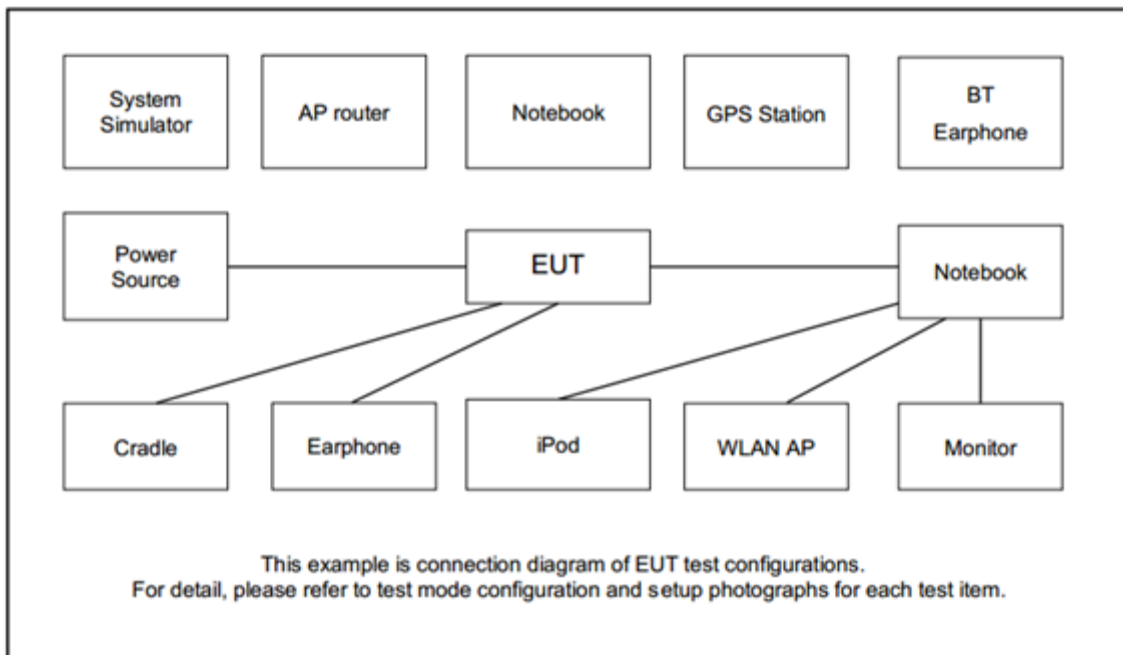 System
Simulator
AP router
Notebook
GPS Station
BT
Earphone
Power
Source
EUT
Notebook
Cradle
Earphone
iPod
WLAN AP
Monitor
This example is connection diagram of EUT test configurations.
For detail, please refer to test mode configuration and setup photographs for each test item.